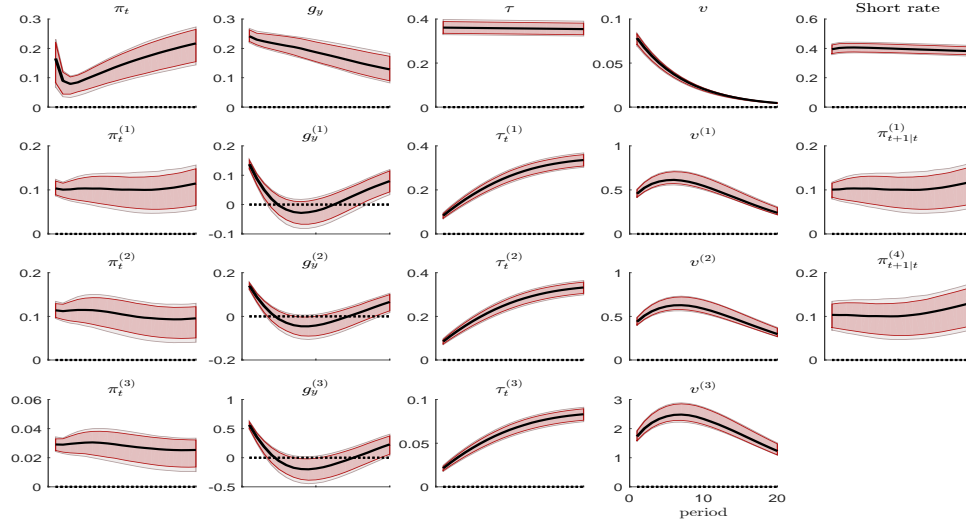 π_t g_y τ v Short rate
0.3 0.3 0.4 0.1 0.6
0.2 0.2 0.4
0.1 0.1 0.2 0.05 0.2
0 0 0 0 0
π_t^(1) g_y^(1) τ_t^(1) v^(1) π_{t+1|t}^(1)
0.2 0.2 0.4 1 0.2
0.1 0.1 0.2 0.5 0.1
0
0 -0.1 0 0 0
π_t^(2) g_y^(2) τ_t^(2) v^(2) π_{t+1|t}^(4)
0.2 0.2 0.4 1 0.2
0.1 0 0.2 0.5 0.1
0 -0.2 0 0 0
π_t^(3) g_y^(3) τ_t^(3) v^(3)
0.06 1 0.1 3
0.04 0.5 2
0.02 0 0.05 1
0 -0.5 0 0
0 10 20
period